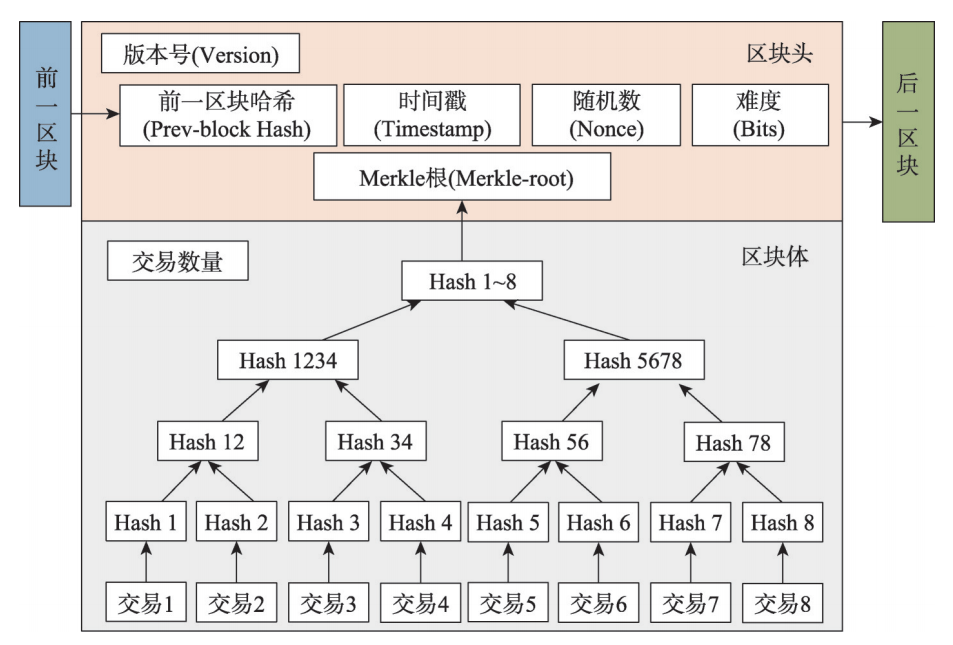 前一区块
版本号(Version)
区块头
前一区块哈希
(Prev-block Hash)
时间戳
(Timestamp)
随机数
(Nonce)
难度
(Bits)
后一区块
Merkle根(Merkle-root)
交易数量
区块体
Hash 1~8
Hash 1234
Hash 5678
Hash 12
Hash 34
Hash 56
Hash 78
Hash 1
Hash 2
Hash 3
Hash 4
Hash 5
Hash 6
Hash 7
Hash 8
交易1
交易2
交易3
交易4
交易5
交易6
交易7
交易8